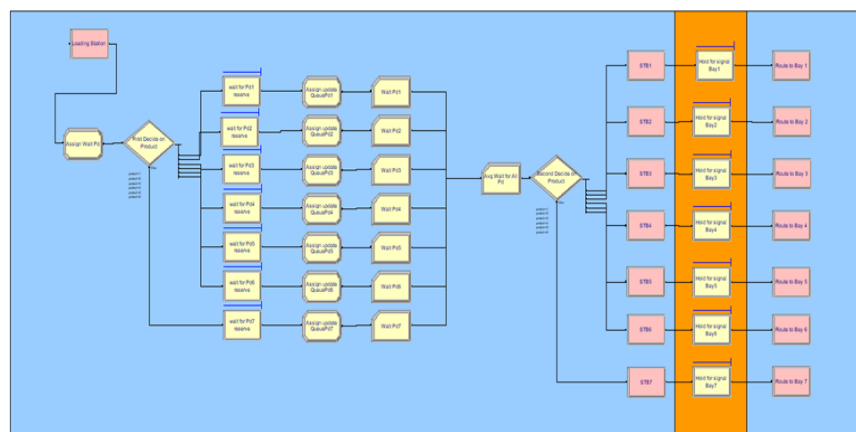 Loading Station
Assign Wait Pd
First Decide on
Product
wait for Pd1
reserve
Assign update
QueuePd1
Wait Pd1
wait for Pd2
reserve
Assign update
QueuePd2
Wait Pd2
wait for Pd3
reserve
Assign update
QueuePd3
Wait Pd3
wait for Pd4
reserve
Assign update
QueuePd4
Wait Pd4
wait for Pd5
reserve
Assign update
QueuePd5
Wait Pd5
wait for Pd6
reserve
Assign update
QueuePd6
Wait Pd6
wait for Pd7
reserve
Assign update
QueuePd7
Wait Pd7
Avg Wait for All
Pd
Second Decide on
Product
STB1
Hold for signal
Bay1
Route to Bay 1
STB2
Hold for signal
Bay2
Route to Bay 2
STB3
Hold for signal
Bay3
Route to Bay 3
STB4
Hold for signal
Bay4
Route to Bay 4
STB5
Hold for signal
Bay5
Route to Bay 5
STB6
Hold for signal
Bay6
Route to Bay 6
STB7
Hold for signal
Bay7
Route to Bay 7